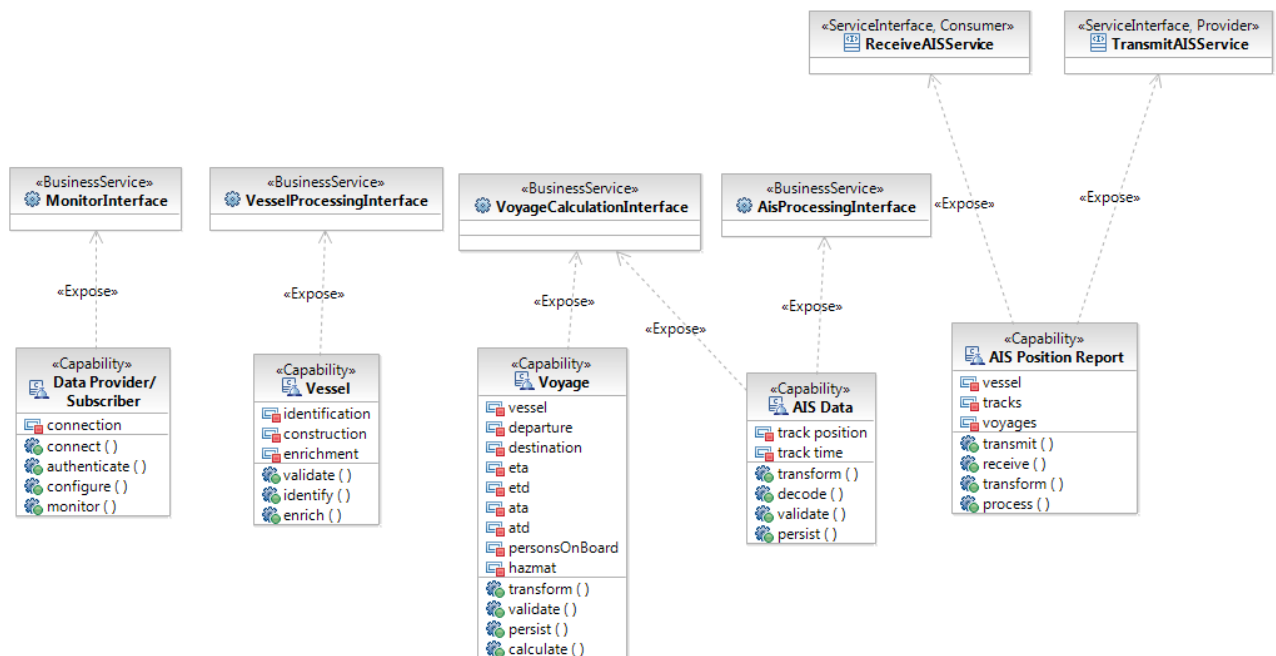 «ServiceInterface, Consumer»
ReceiveAISService
«ServiceInterface, Provider»
TransmitAISService
«BusinessService»
MonitorInterface
«BusinessService»
VesselProcessingInterface
«BusinessService»
VoyageCalculationInterface
«BusinessService»
AisProcessingInterface
«Expose»
«Expose»
«Expose»
«Expose»
«Expose»
«Expose»
«Expose»
«Capability»
Data Provider/
Subscriber
connection
connect ( )
authenticate ( )
configure ( )
monitor ( )
«Capability»
Vessel
identification
construction
enrichment
validate ( )
identify ( )
enrich ( )
«Capability»
Voyage
vessel
departure
destination
eta
etd
ata
atd
personsOnBoard
hazmat
transform ( )
validate ( )
persist ( )
calculate ( )
«Capability»
AIS Data
track position
track time
transform ( )
decode ( )
validate ( )
persist ( )
«Capability»
AIS Position Report
vessel
tracks
voyages
transmit ( )
receive ( )
transform ( )
process ( )